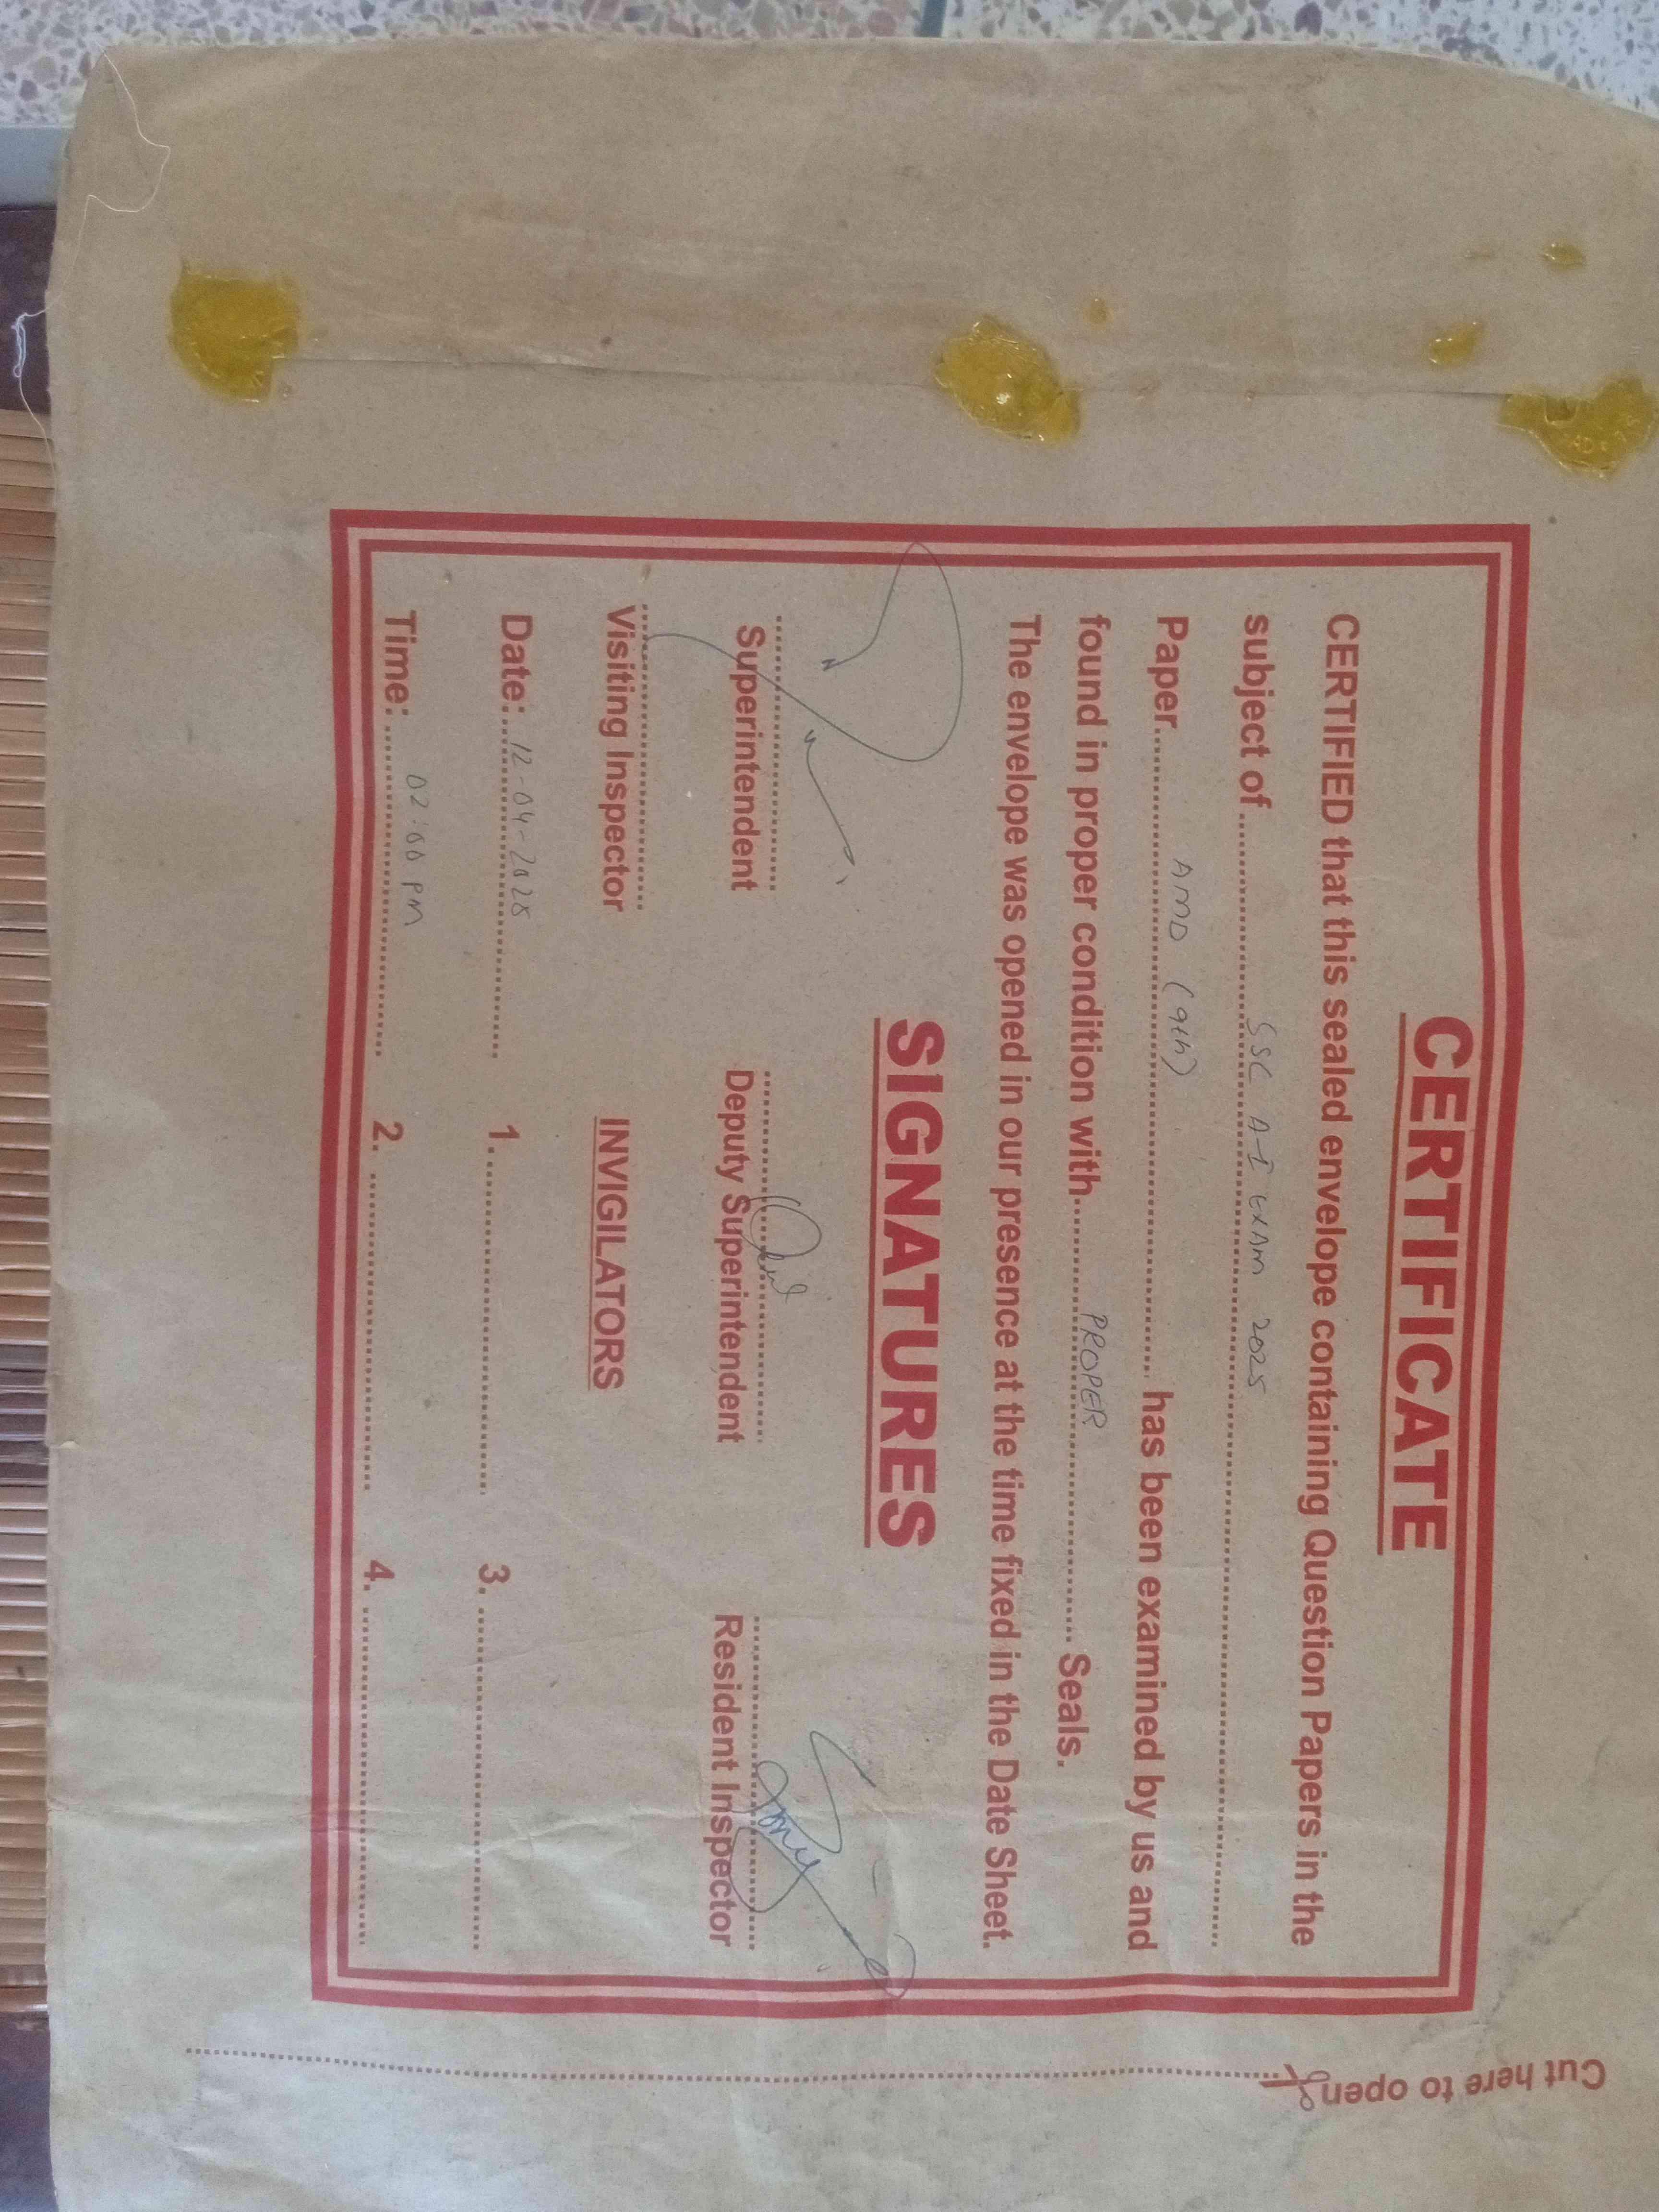 CERTIFICATE
CERTIFIED that this sealed envelope containing Question Papers in the
subject of.......... SSC A-I EXAM 2025 ..........
Paper.......... AMD (9th) .......... has been examined by us and
found in proper condition with.......... PROPER .......... Seals.
The envelope was opened in our presence at the time fixed in the Date Sheet.
SIGNATURES
Superintendent Deputy Superintendent Resident Inspector
Visiting Inspector INVIGILATORS
Date: 12-04-2025 1. 3.
Time: 02:00 PM 2. 4.
Cut here to open